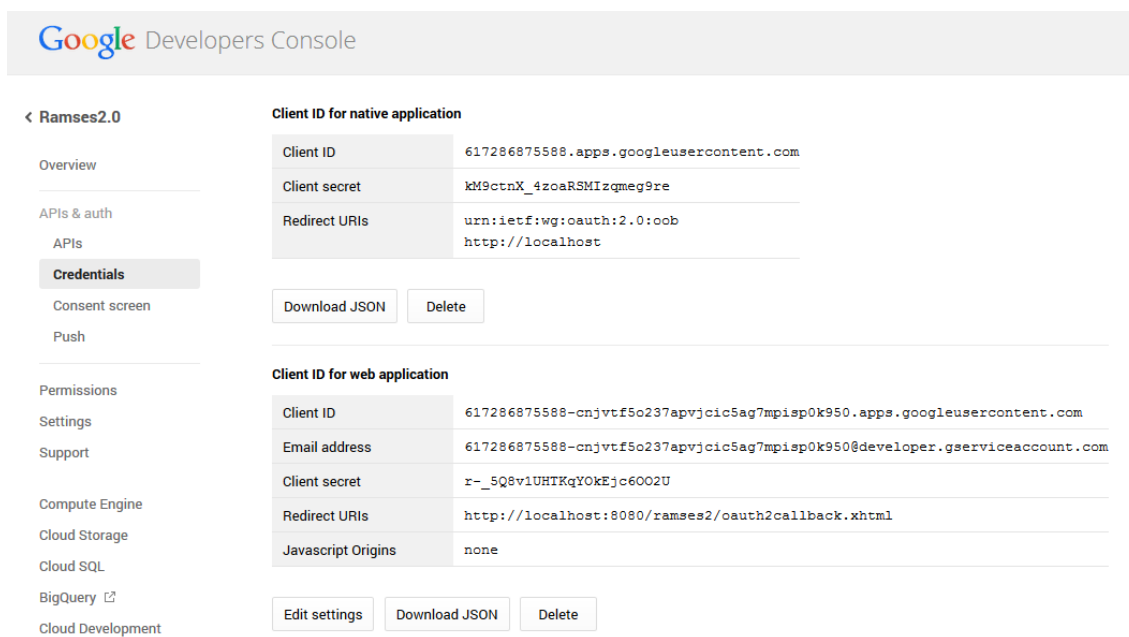 Google Developers Console
< Ramses2.0
Overview
APIs & auth
APIs
Credentials
Consent screen
Push
Permissions
Settings
Support
Compute Engine
Cloud Storage
Cloud SQL
BigQuery
Cloud Development
Client ID for native application
Client ID 617286875588.apps.googleusercontent.com
Client secret kM9ctnX_4zoaRSMIzqmeg9re
Redirect URIs urn:ietf:wg:oauth:2.0:oob
http://localhost
Download JSON Delete
Client ID for web application
Client ID 617286875588-cnjvtf5o237apvjcic5ag7mpisp0k950.apps.googleusercontent.com
Email address 617286875588-cnjvtf5o237apvjcic5ag7mpisp0k950@developer.gserviceaccount.com
Client secret r-_5Q8v1UHTKqYOkEjc6OO2U
Redirect URIs http://localhost:8080/ramses2/oauth2callback.xhtml
Javascript Origins none
Edit settings Download JSON Delete